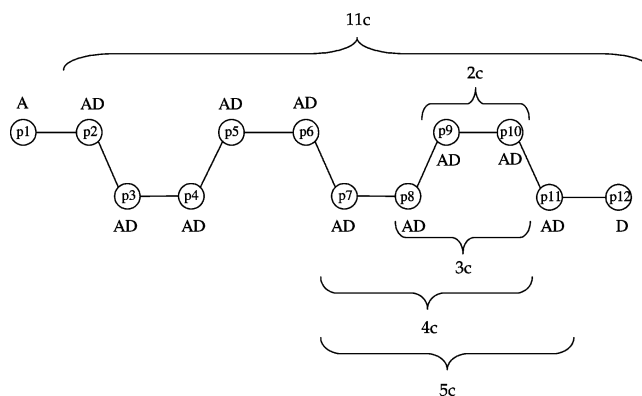 11c
2c
A AD AD AD
p1 p2 p5 p6 p9 p10
AD AD
p3 p4 p7 p8 p11 p12
AD AD AD AD AD D
3c
4c
5c